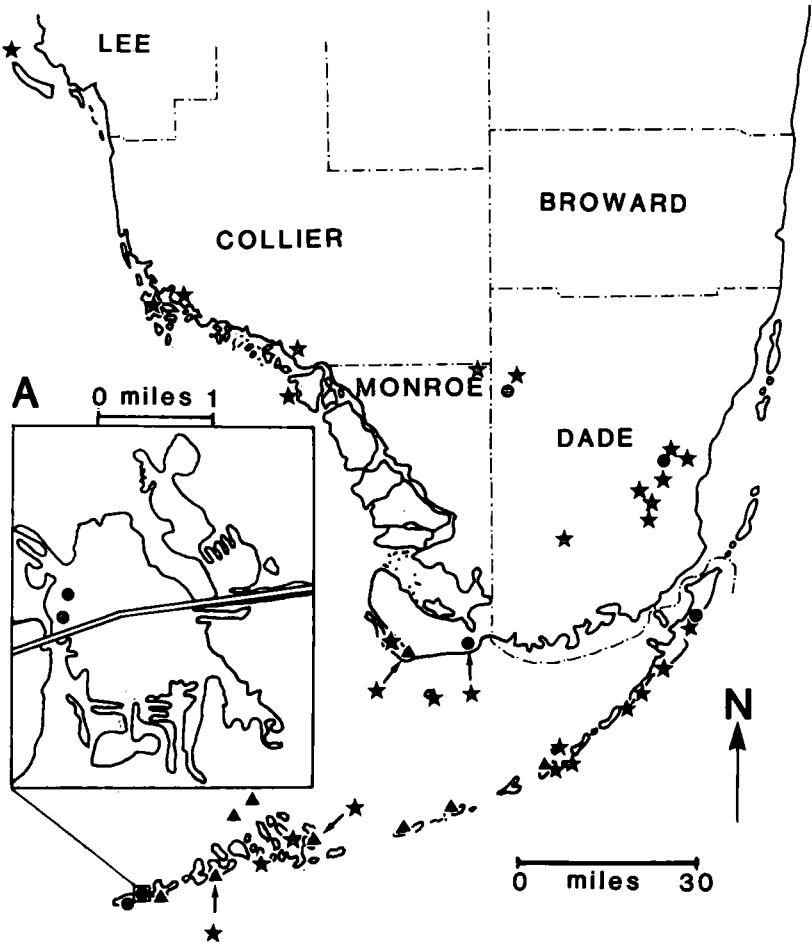 LEE
BROWARD
COLLIER
MONROE
A
0 miles 1
DADE
N
0 miles 30